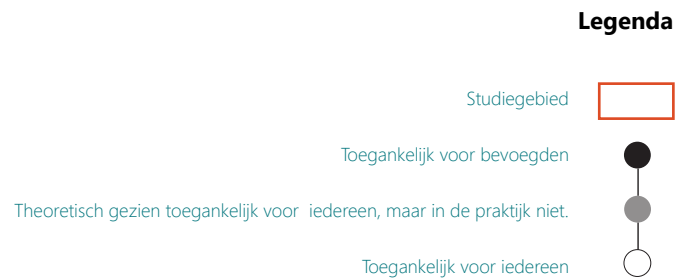 Legenda
Studiegebied
Toegankelijk voor bevoegden
Theoretisch gezien toegankelijk voor iedereen, maar in de praktijk niet.
Toegankelijk voor iedereen